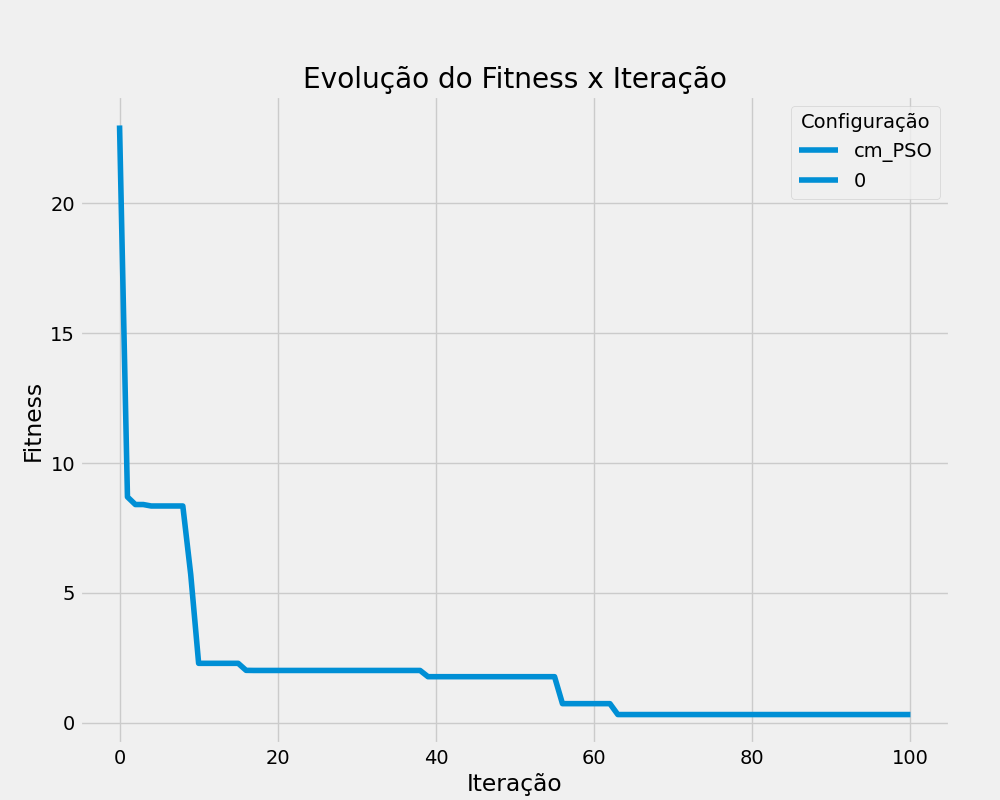 Evolução do Fitness x Iteração
Configuração
cm_PSO
0
Fitness
20
15
10
5
0
0 20 40 60 80 100
Iteração